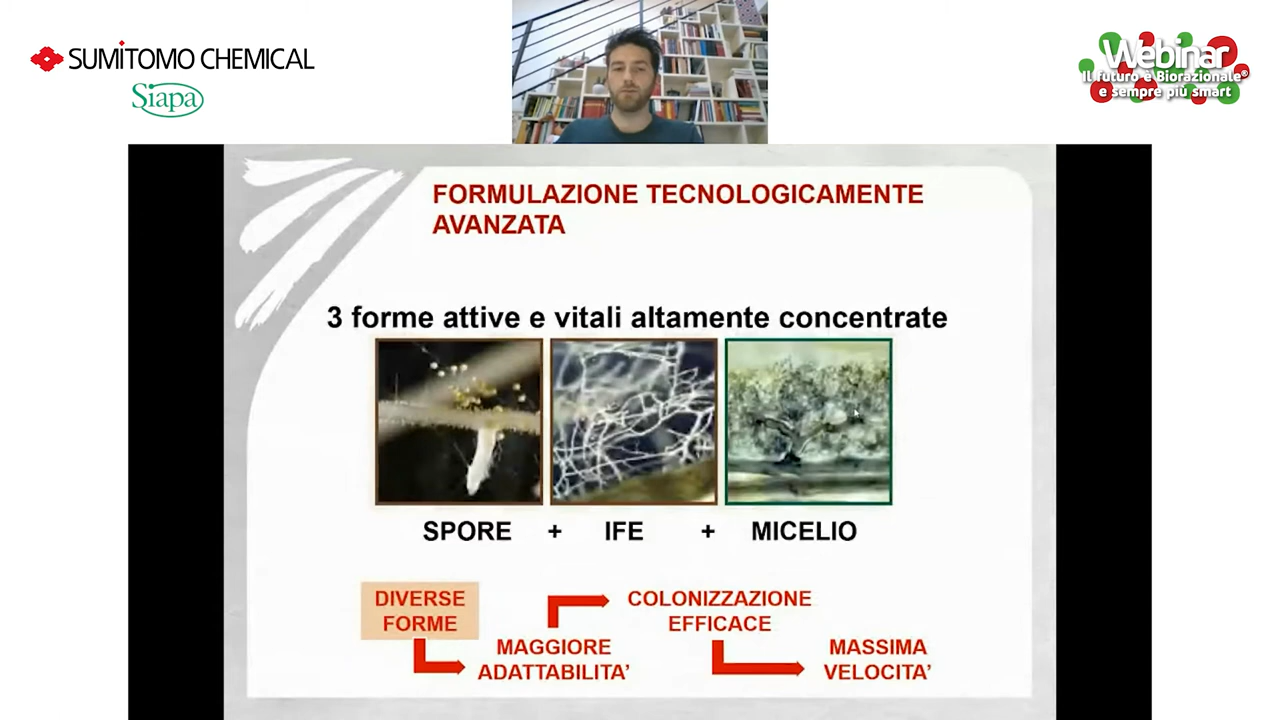 SUMITOMO CHEMICAL
Siapa
Webinar
Il futuro è Biorazionale®
e sempre più smart
FORMULAZIONE TECNOLOGICAMENTE
AVANZATA
3 forme attive e vitali altamente concentrate
SPORE + IFE + MICELIO
DIVERSE
FORME
MAGGIORE
ADATTABILITA’
COLONIZZAZIONE
EFFICACE
MASSIMA
VELOCITA’